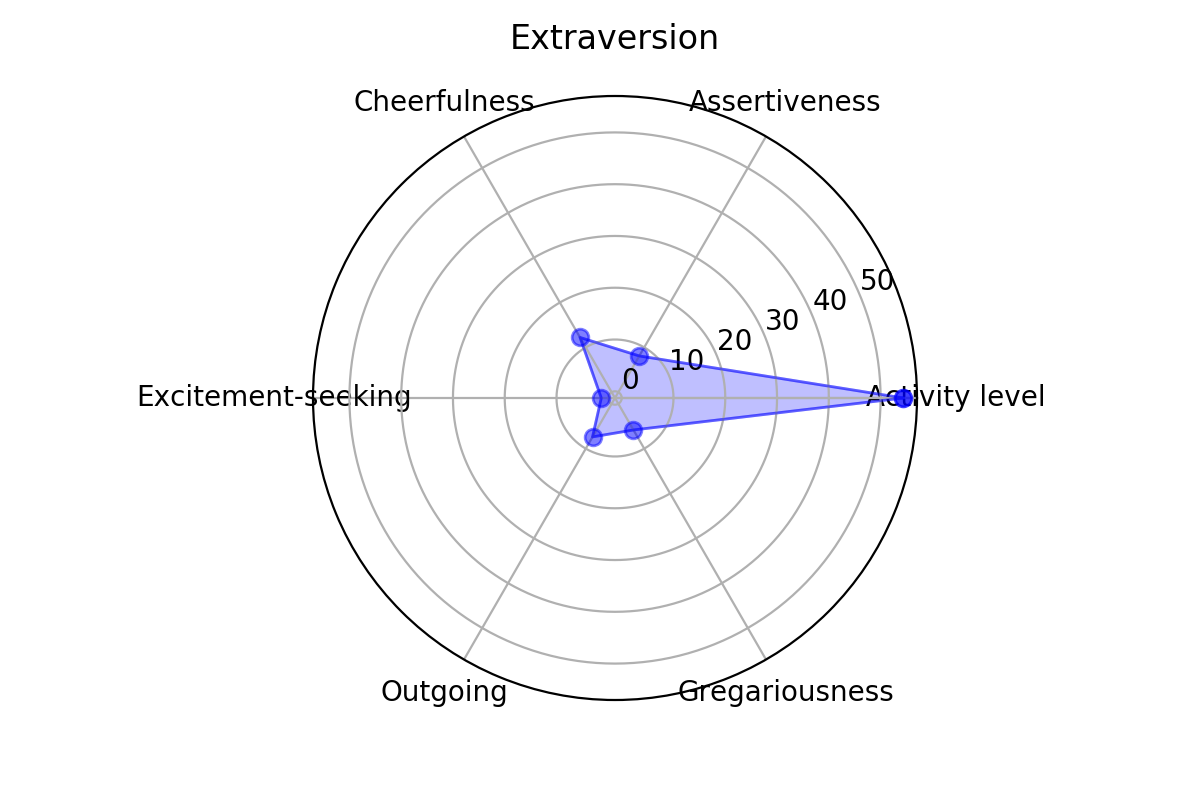 Extraversion
Cheerfulness
Assertiveness
50
40
30
20
10
0
Excitement-seeking
Activity level
Outgoing
Gregariousness